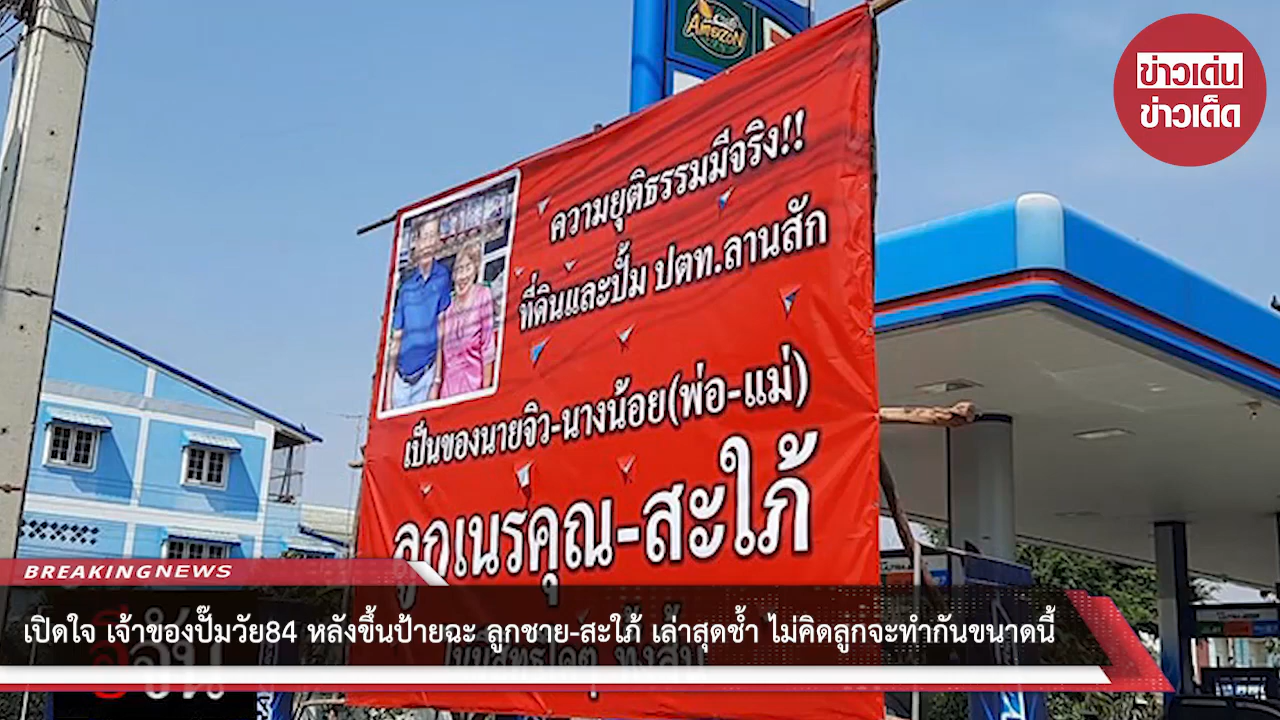 ข่าวเด่น
ข่าวเด็ด
Amazon
ความยุติธรรมมีจริง!!
ที่ดินและปั้ม ปตท.ลานสัก
เป็นของนายจิว-นางน้อย(พ่อ-แม่)
ลูกเนรคุณ-สะใภ้
BREAKINGNEWS
เปิดใจ เจ้าของปั๊มวัย84 หลังขึ้นป้ายฉะ ลูกชาย-สะใภ้ เล่าสุดช้ำ ไม่คิดลูกจะทำกันขนาดนี้